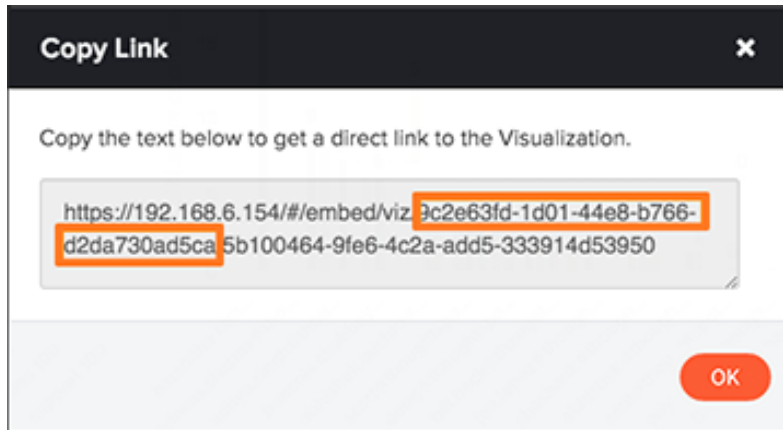 Copy Link
×
Copy the text below to get a direct link to the Visualization.
https://192.168.6.154/#/embed/viz/9c2e63fd-1d01-44e8-b766-
d2da730ad5ca/5b100464-9fe6-4c2a-add5-333914d53950
OK